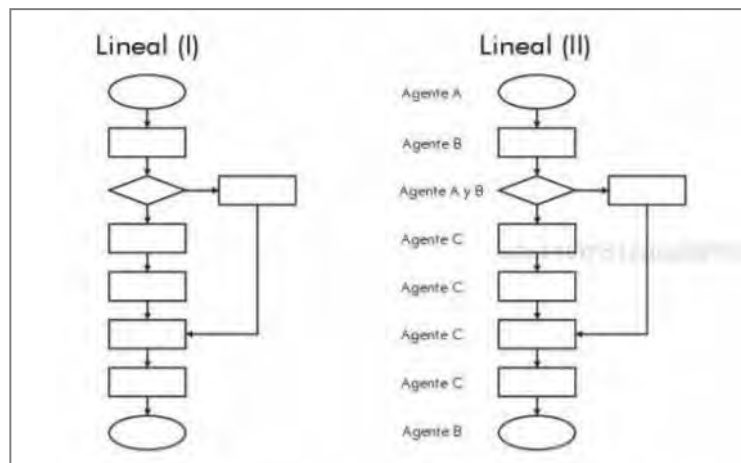 Lineal (I)
Lineal (II)
Agente A
Agente B
Agente A y B
Agente C
Agente C
Agente C
Agente C
Agente B